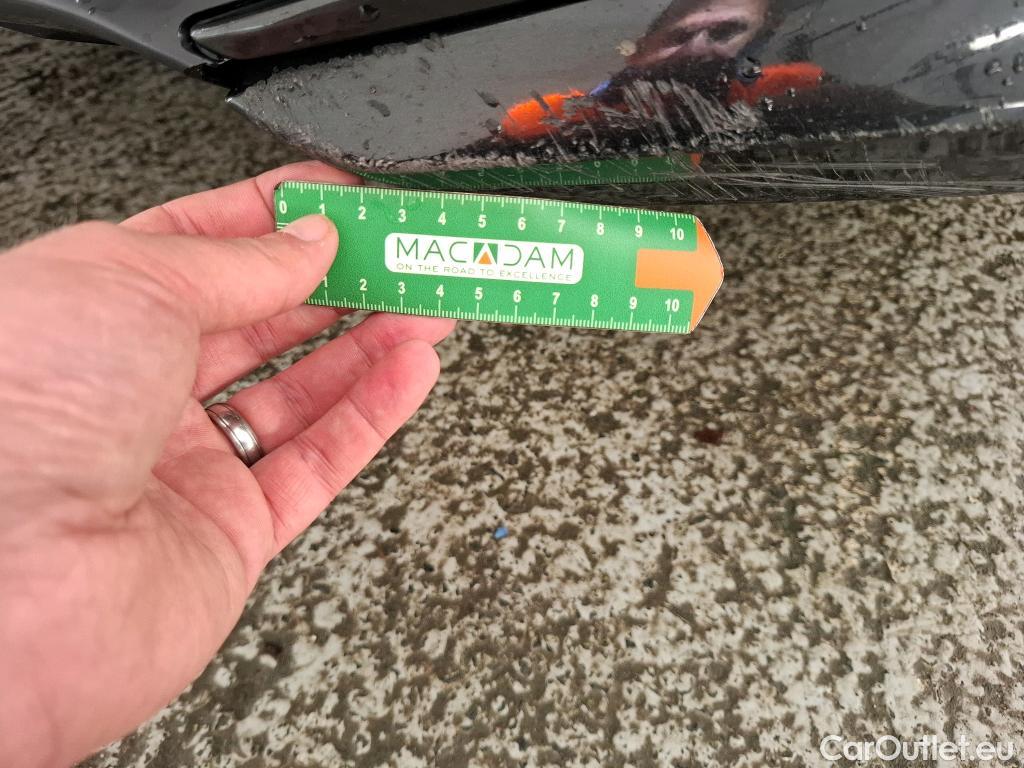 0 1 2 3 4 5 6 7 8 9 10
MACADAM
ON THE ROAD TO EXCELLENCE
1 2 3 4 5 6 7 8 9 10
CarOutlet.eu